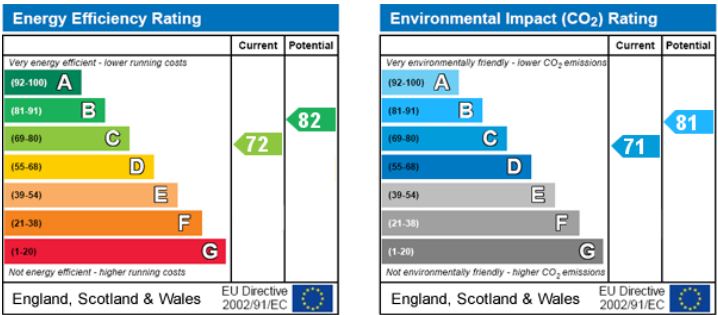 Energy Efficiency Rating
Current Potential
Very energy efficient - lower running costs
(92-100) A
(81-91) B
82
(69-80) C
72
(55-68) D
(39-54) E
(21-38) F
(1-20) G
Not energy efficient - higher running costs
England, Scotland & Wales
EU Directive
2002/91/EC
Environmental Impact (CO2) Rating
Current Potential
Very environmentally friendly - lower CO2 emissions
(92-100) A
(81-91) B
81
(69-80) C
71
(55-68) D
(39-54) E
(21-38) F
(1-20) G
Not environmentally friendly - higher CO2 emissions
England, Scotland & Wales
EU Directive
2002/91/EC